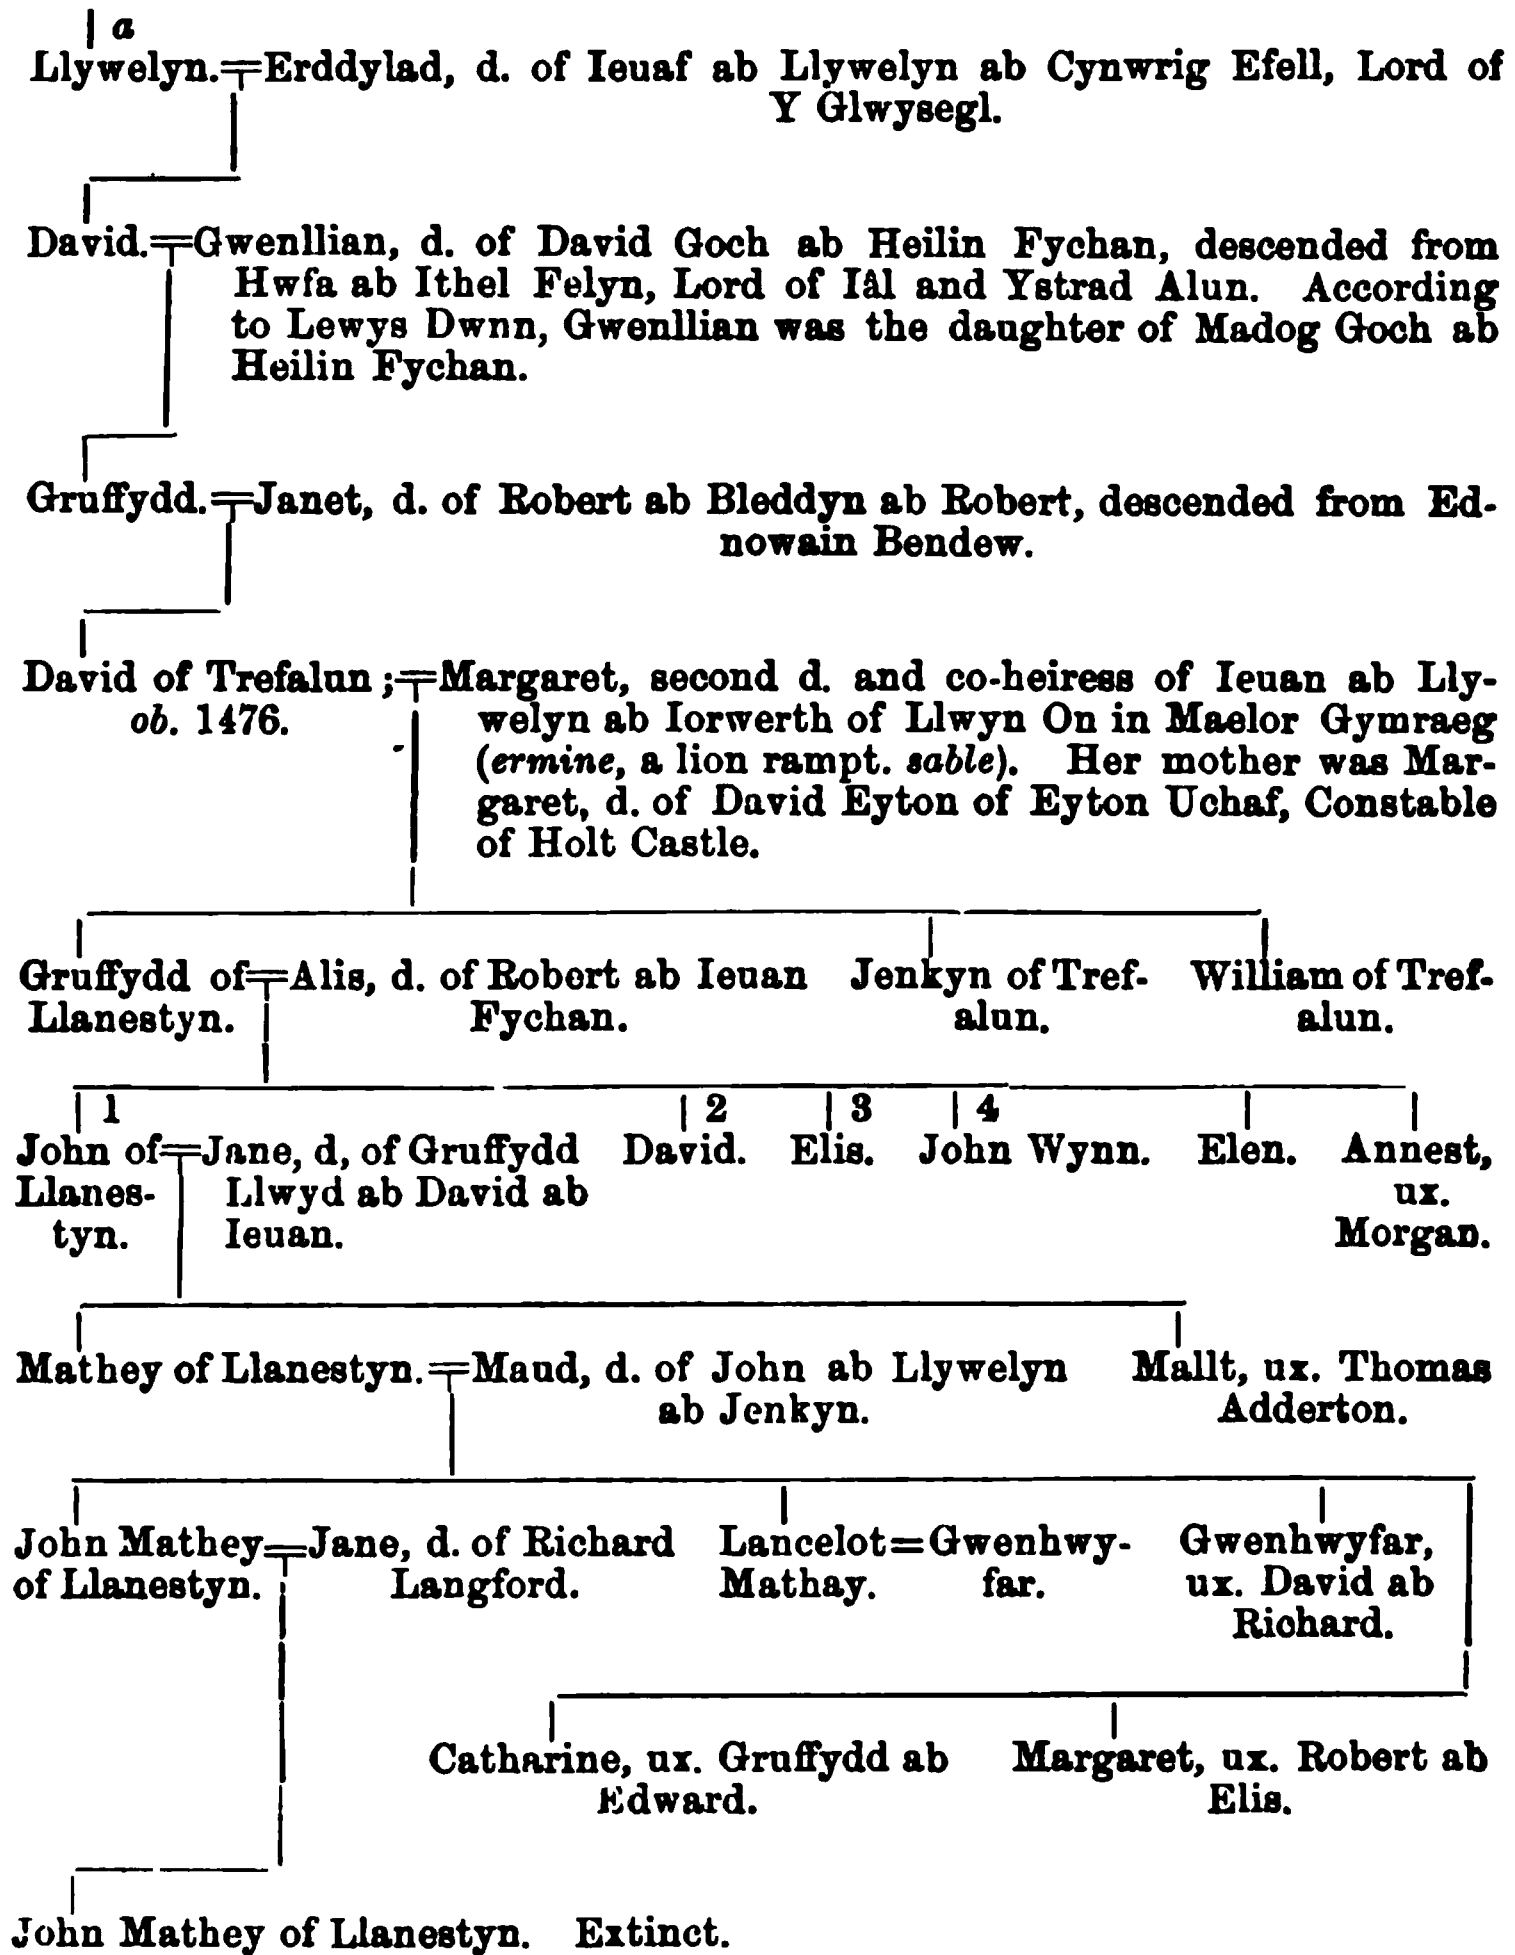 a
Llywelyn.=Erddylad, d. of Ieuaf ab Llywelyn ab Cynwrig Efell, Lord of
Y Glwysegl.
David.=Gwenllian, d. of David Goch ab Heilin Fychan, descended from
Hwfa ab Ithel Felyn, Lord of Iâl and Ystrad Alun. According
to Lewys Dwnn, Gwenllian was the daughter of Madog Goch ab
Heilin Fychan.
Gruffydd.=Janet, d. of Robert ab Bleddyn ab Robert, descended from Ed-
nowain Bendew.
David of Trefalun;=Margaret, second d. and co-heiress of Ieuan ab Lly-
ob. 1476. welyn ab Iorwerth of Llwyn On in Maelor Gymraeg
(ermine, a lion rampt. sable). Her mother was Mar-
garet, d. of David Eyton of Eyton Uchaf, Constable
of Holt Castle.
Gruffydd of=Alis, d. of Robert ab Ieuan Jenkyn of Tref- William of Tref-
Llanestyn. Fychan. alun. alun.
1 2 3 4
John of=Jane, d, of Gruffydd David. Elis. John Wynn. Elen. Annest,
Llanes- Llwyd ab David ab ux.
tyn. Ieuan. Morgan.
Mathey of Llanestyn.=Maud, d. of John ab Llywelyn Mallt, ux. Thomas
ab Jenkyn. Adderton.
John Mathey=Jane, d. of Richard Lancelot=Gwenhwy- Gwenhwyfar,
of Llanestyn. Langford. Mathay. far. ux. David ab
Richard.
Catharine, ux. Gruffydd ab Margaret, ux. Robert ab
Edward. Elis.
John Mathey of Llanestyn. Extinct.